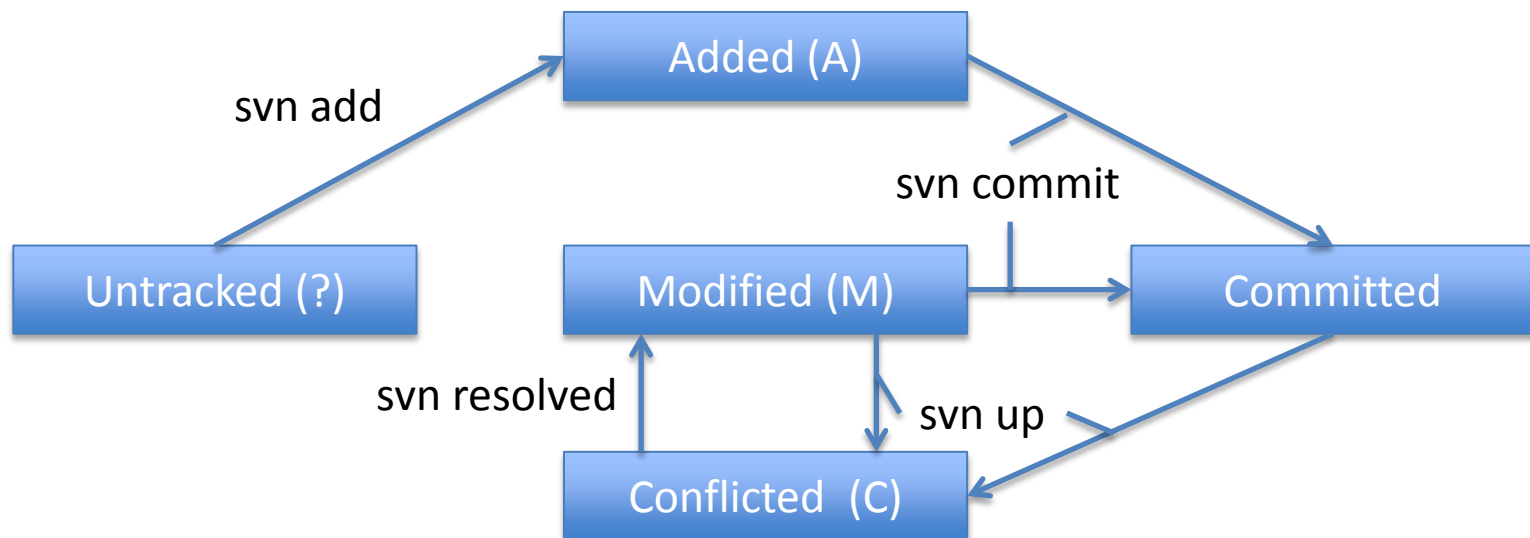 Added (A)
svn add
svn commit
Untracked (?)
Modified (M)
Committed
svn resolved
svn up
Conflicted  (C)